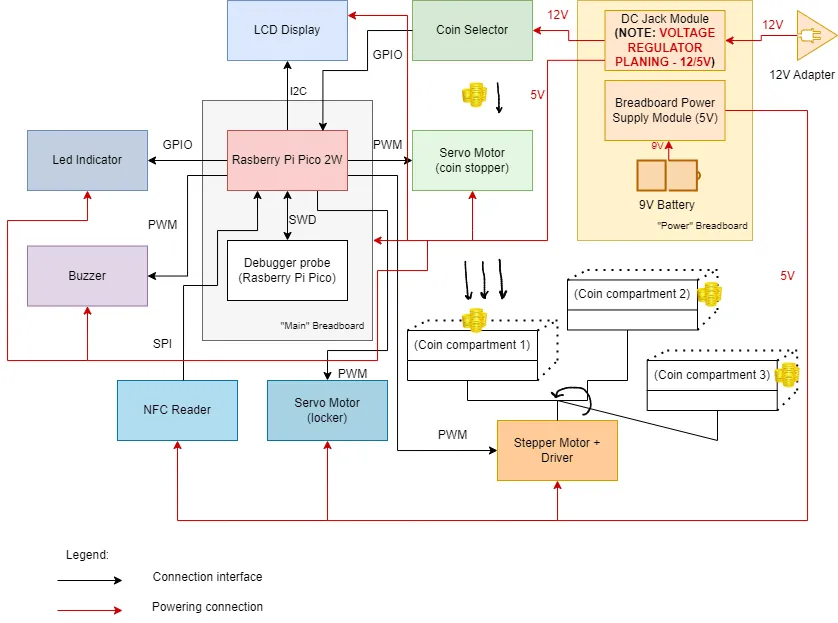 LCD Display
Coin Selector
12V
DC Jack Module
(NOTE: VOLTAGE
REGULATOR
PLANING - 12/5V)
12V
12V Adapter
GPIO
I2C
5V
Breadboard Power
Supply Module (5V)
9V
9V Battery
"Power" Breadboard
Led Indicator
GPIO
Rasberry Pi Pico 2W
PWM
Servo Motor
(coin stopper)
SWD
PWM
Buzzer
Debugger probe
(Rasberry Pi Pico)
"Main" Breadboard
5V
(Coin compartment 2)
(Coin compartment 1)
(Coin compartment 3)
SPI
PWM
NFC Reader
Servo Motor
(locker)
PWM
Stepper Motor +
Driver
Legend:
Connection interface
Powering connection